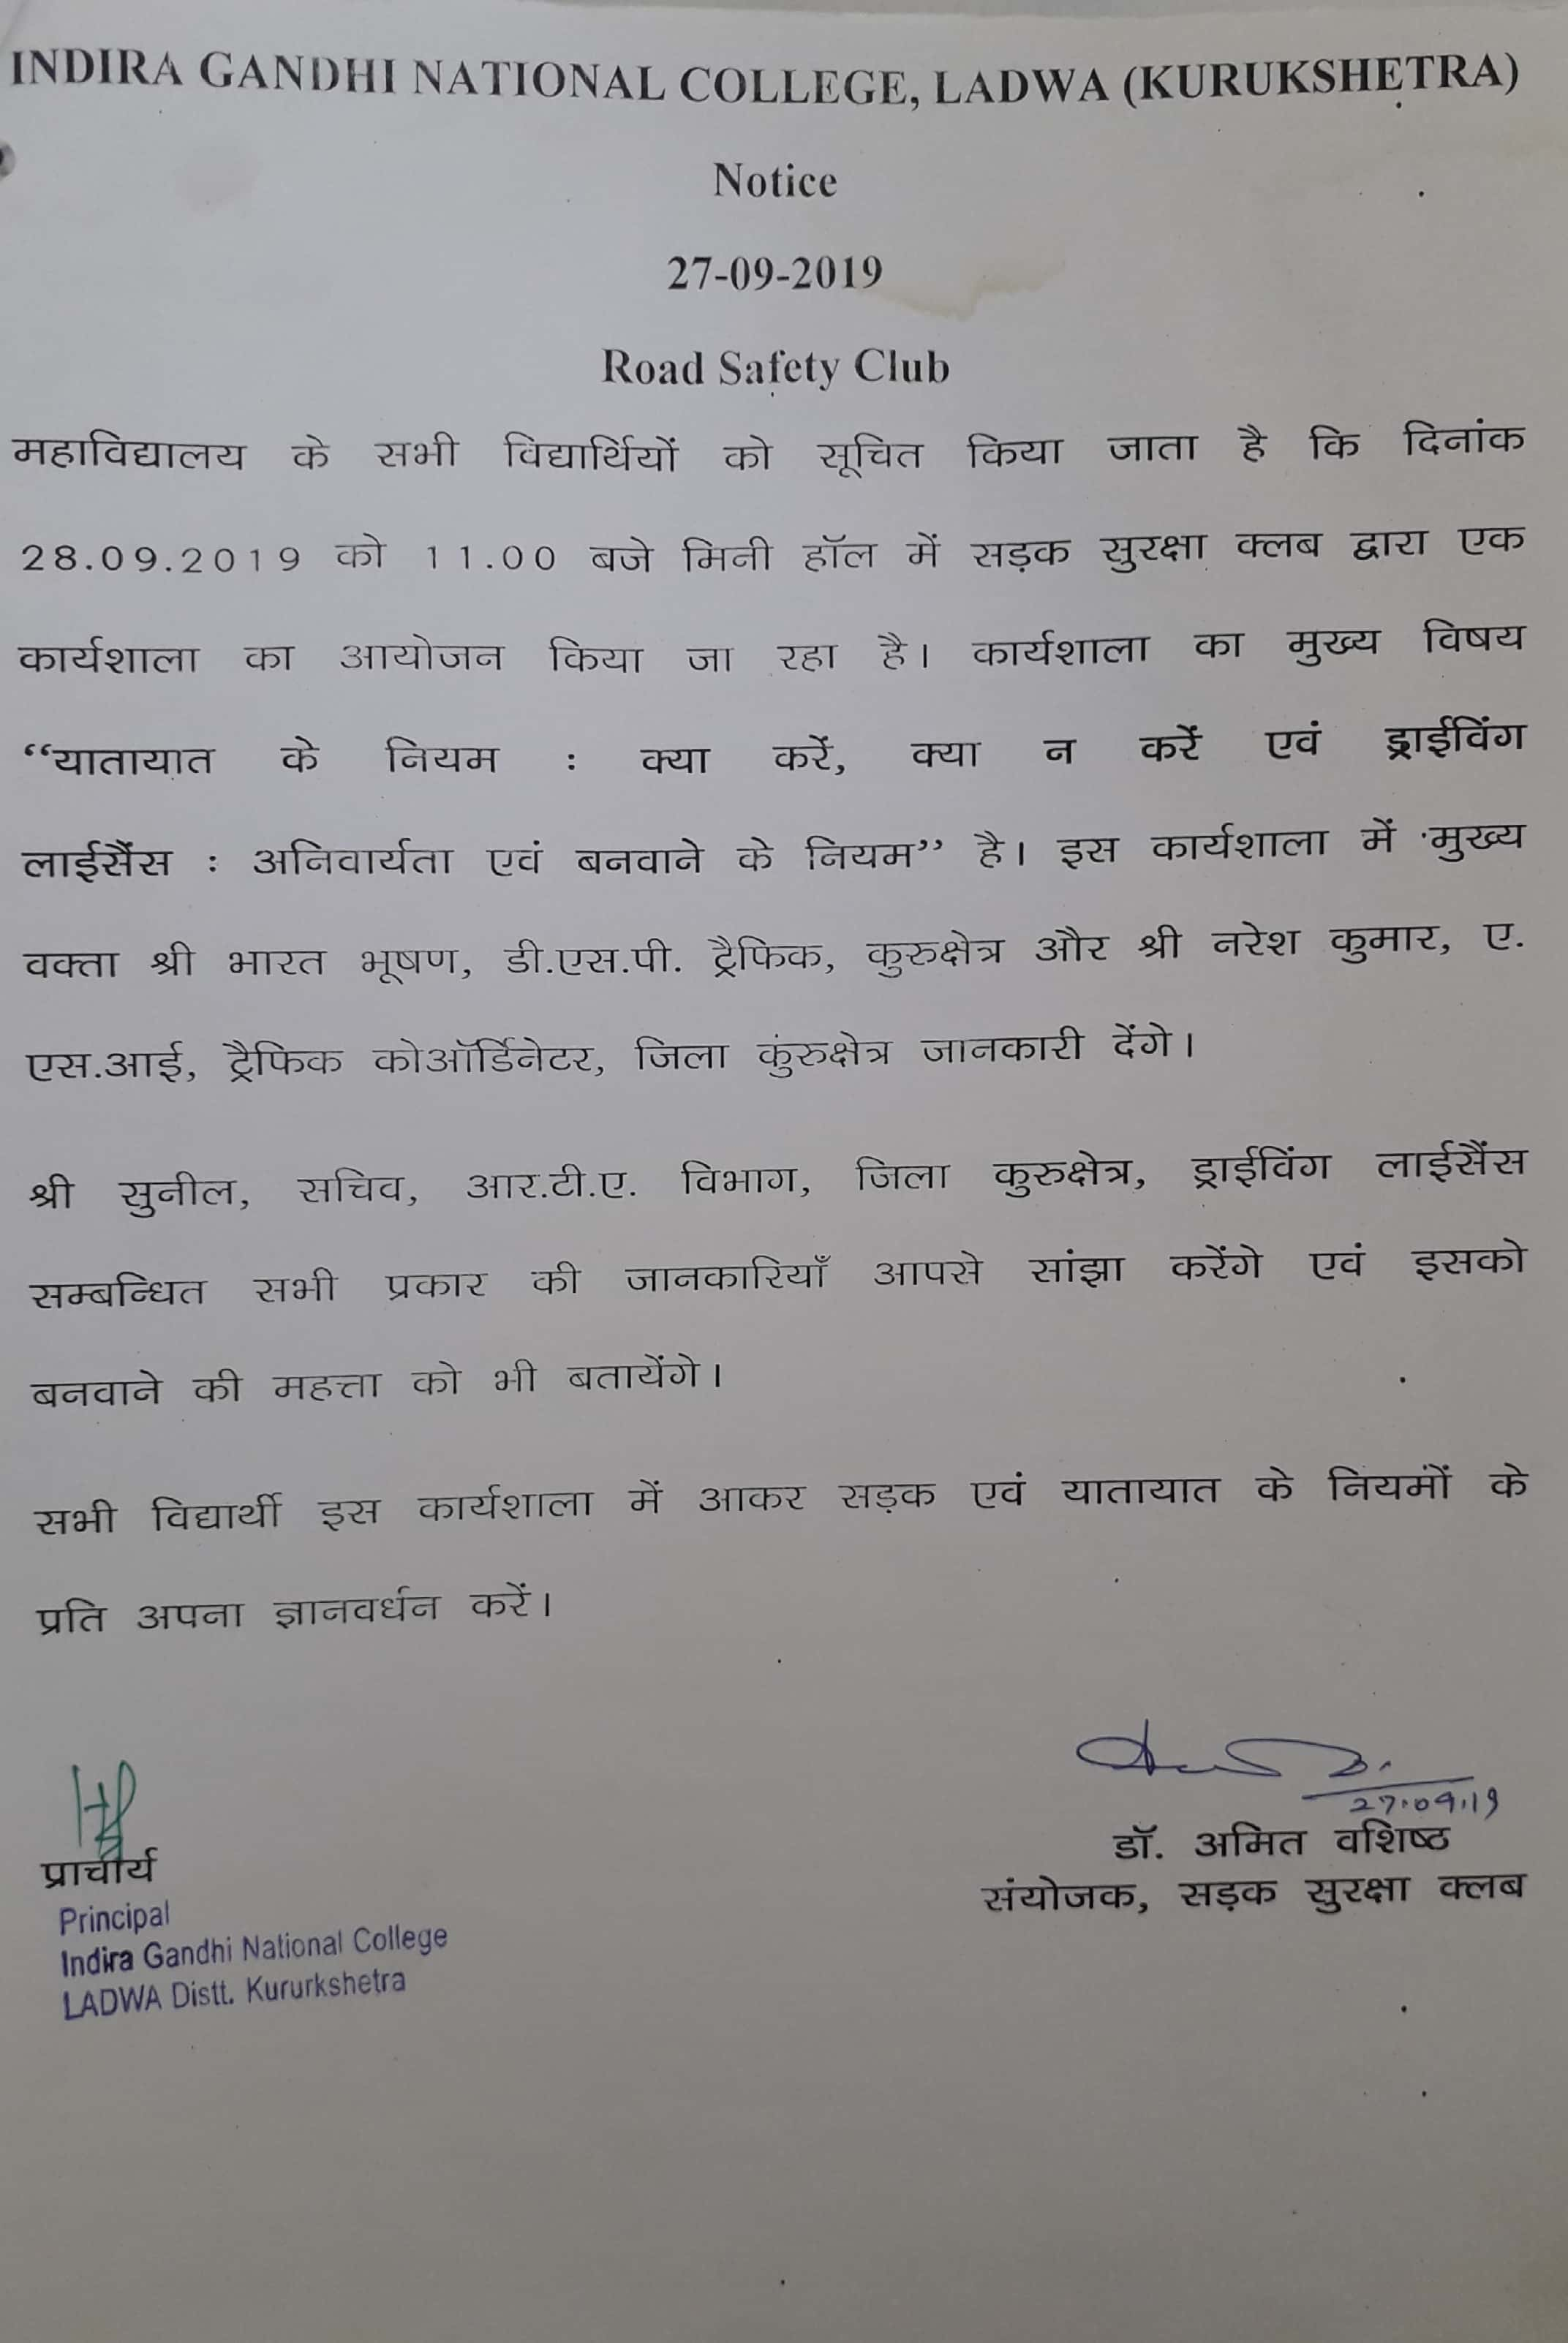 INDIRA GANDHI NATIONAL COLLEGE, LADWA (KURUKSHETRA)
Notice
27-09-2019
Road Safety Club
महाविद्यालय के सभी विद्यार्थियों को सूचित किया जाता है कि दिनांक
28.09.2019 को 11.00 बजे मिनी हॉल में सड़क सुरक्षा क्लब द्वारा एक
कार्यशाला का आयोजन किया जा रहा है। कार्यशाला का मुख्य विषय
“यातायात के नियम : क्या करें, क्या न करें एवं ड्राईविंग
लाईसैंस : अनिवार्यता एवं बनवाने के नियम” है। इस कार्यशाला में मुख्य
वक्ता श्री भारत भूषण, डी.एस.पी. ट्रैफिक, कुरुक्षेत्र और श्री नरेश कुमार, ए.
एस.आई, ट्रैफिक कोऑर्डिनेटर, जिला कुरुक्षेत्र जानकारी देंगे।
श्री सुनील, सचिव, आर.टी.ए. विभाग, जिला कुरुक्षेत्र, ड्राईविंग लाईसैंस
सम्बन्धित सभी प्रकार की जानकारियाँ आपसे सांझा करेंगे एवं इसको
बनवाने की महत्ता को भी बतायेंगे।
सभी विद्यार्थी इस कार्यशाला में आकर सड़क एवं यातायात के नियमों के
प्रति अपना ज्ञानवर्धन करें।
27.09.19
डॉ. अमित वशिष्ठ
संयोजक, सड़क सुरक्षा क्लब
प्राचार्य
Principal
Indira Gandhi National College
LADWA Distt. Kururkshetra